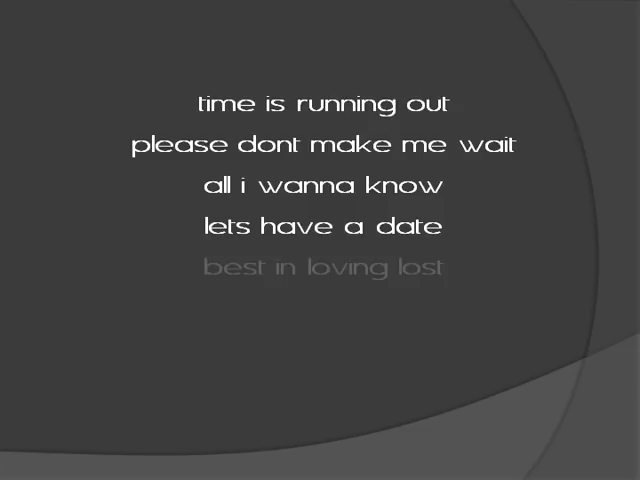 time is running out
please dont make me wait
all i wanna know
lets have a date
best in loving lost